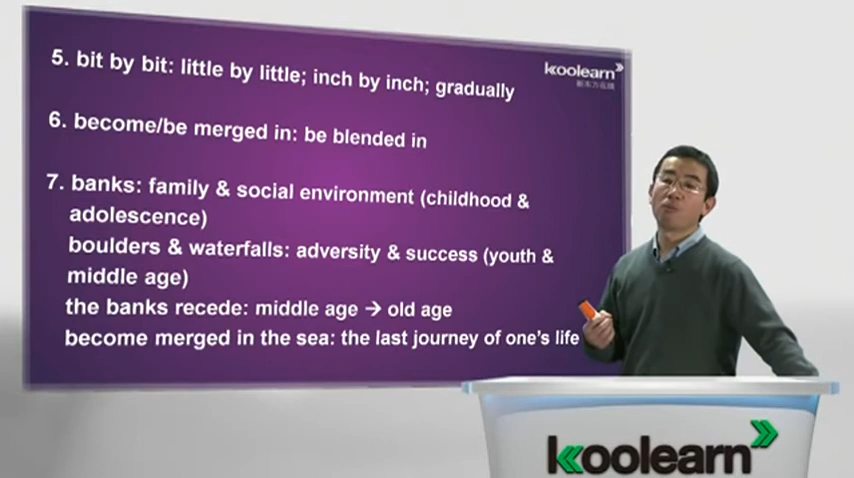 5. bit by bit: little by little; inch by inch; gradually
koolearn
新东方在线
6. become/be merged in: be blended in
7. banks: family & social environment (childhood &
adolescence)
boulders & waterfalls: adversity & success (youth &
middle age)
the banks recede: middle age → old age
become merged in the sea: the last journey of one's life
koolearn